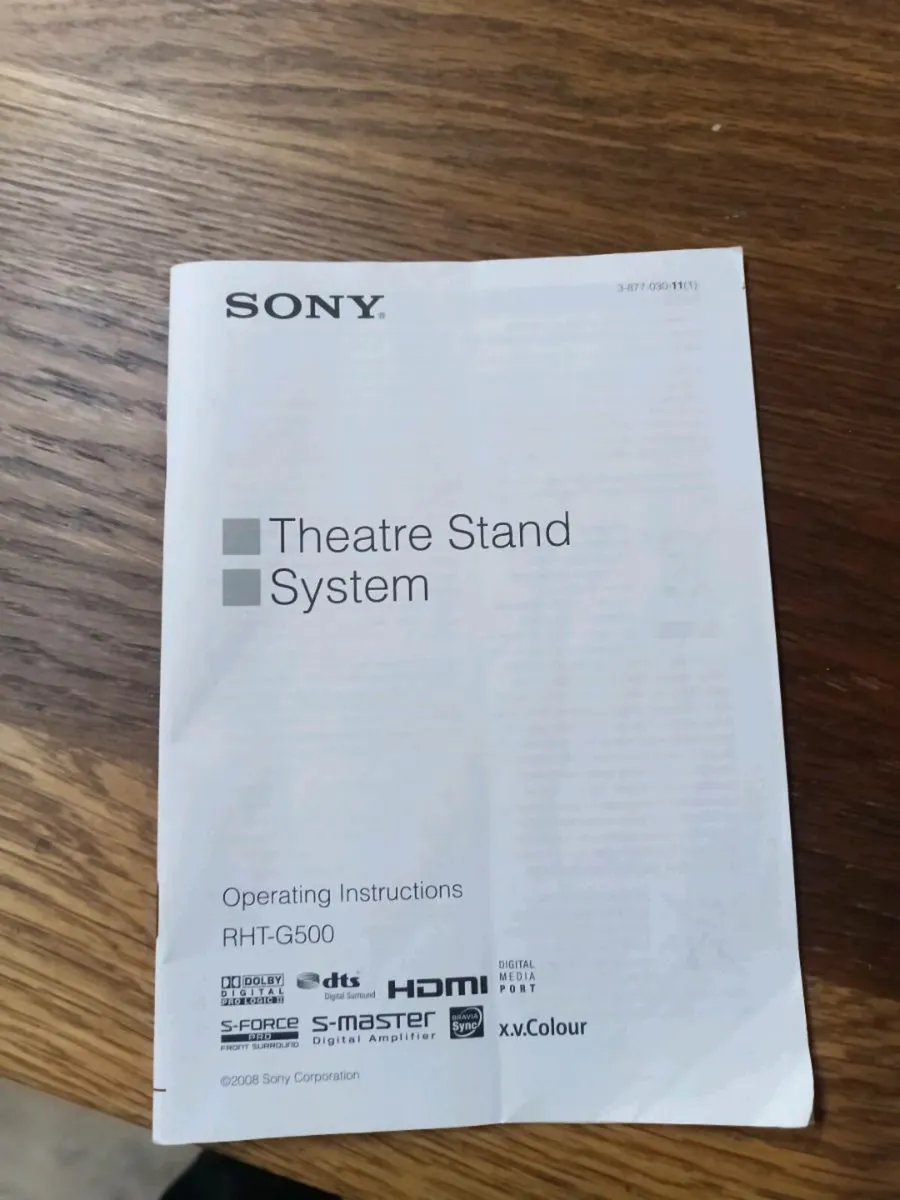 SONY®
3-877-030-11(1)
Theatre Stand
System
Operating Instructions
RHT-G500
DOLBY
DIGITAL
PRO LOGIC II
dts
Digital Surround
HDMI
DIGITAL
MEDIA
PORT
S-FORCE
PRO
FRONT SURROUND
S-MASTER
Digital Amplifier
BRAVIA
Sync
x.v.Colour
©2008 Sony Corporation